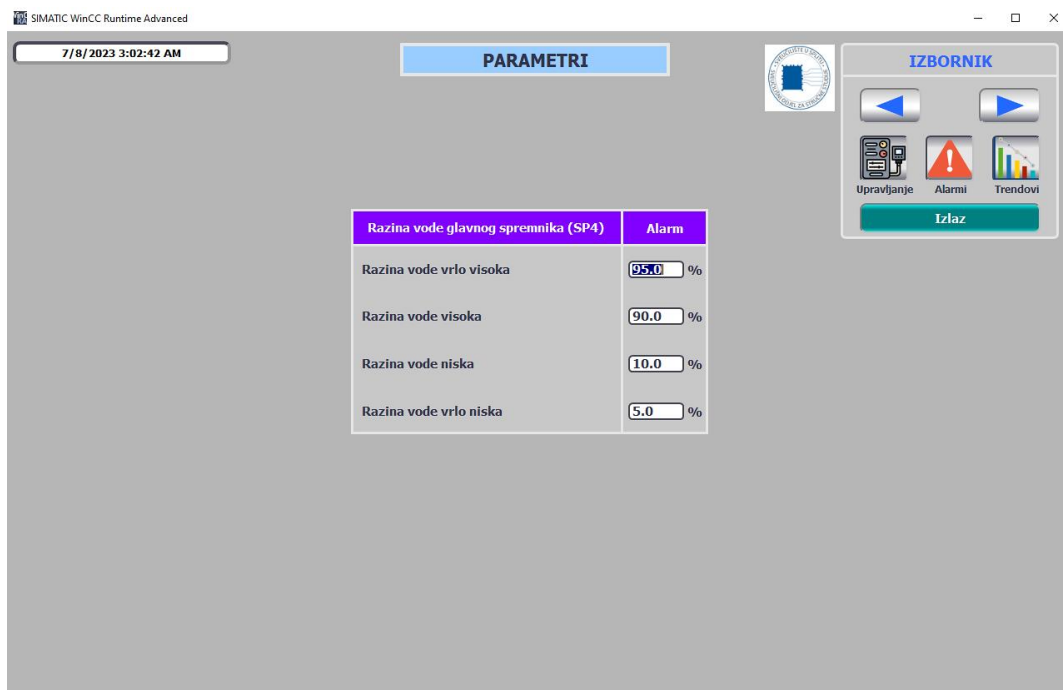 SIMATIC WinCC Runtime Advanced
7/8/2023 3:02:42 AM
PARAMETRI
IZBORNIK
Upravljanje
Alarmi
Trendovi
Izlaz
Razina vode glavnog spremnika (SP4) Alarm
Razina vode vrlo visoka 95.0 %
Razina vode visoka 90.0 %
Razina vode niska 10.0 %
Razina vode vrlo niska 5.0 %